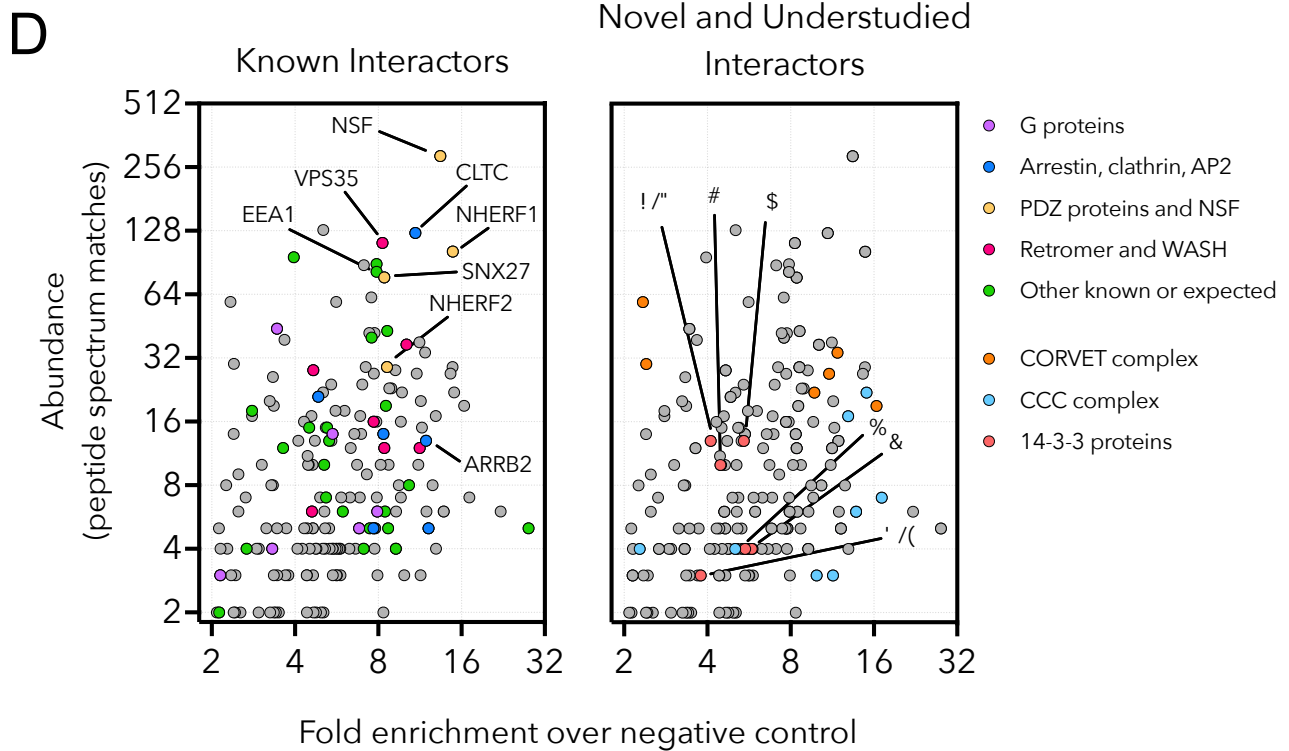 D
Known Interactors
Novel and Understudied
Interactors
Abundance
(peptide spectrum matches)
512
256
128
64
32
16
8
4
2
NSF
VPS35
CLTC
EEA1
NHERF1
SNX27
NHERF2
ARRB2
2 4 8 16 32
! /"
#
$
%
&
' /(
2 4 8 16 32
Fold enrichment over negative control
G proteins
Arrestin, clathrin, AP2
PDZ proteins and NSF
Retromer and WASH
Other known or expected
CORVET complex
CCC complex
14-3-3 proteins